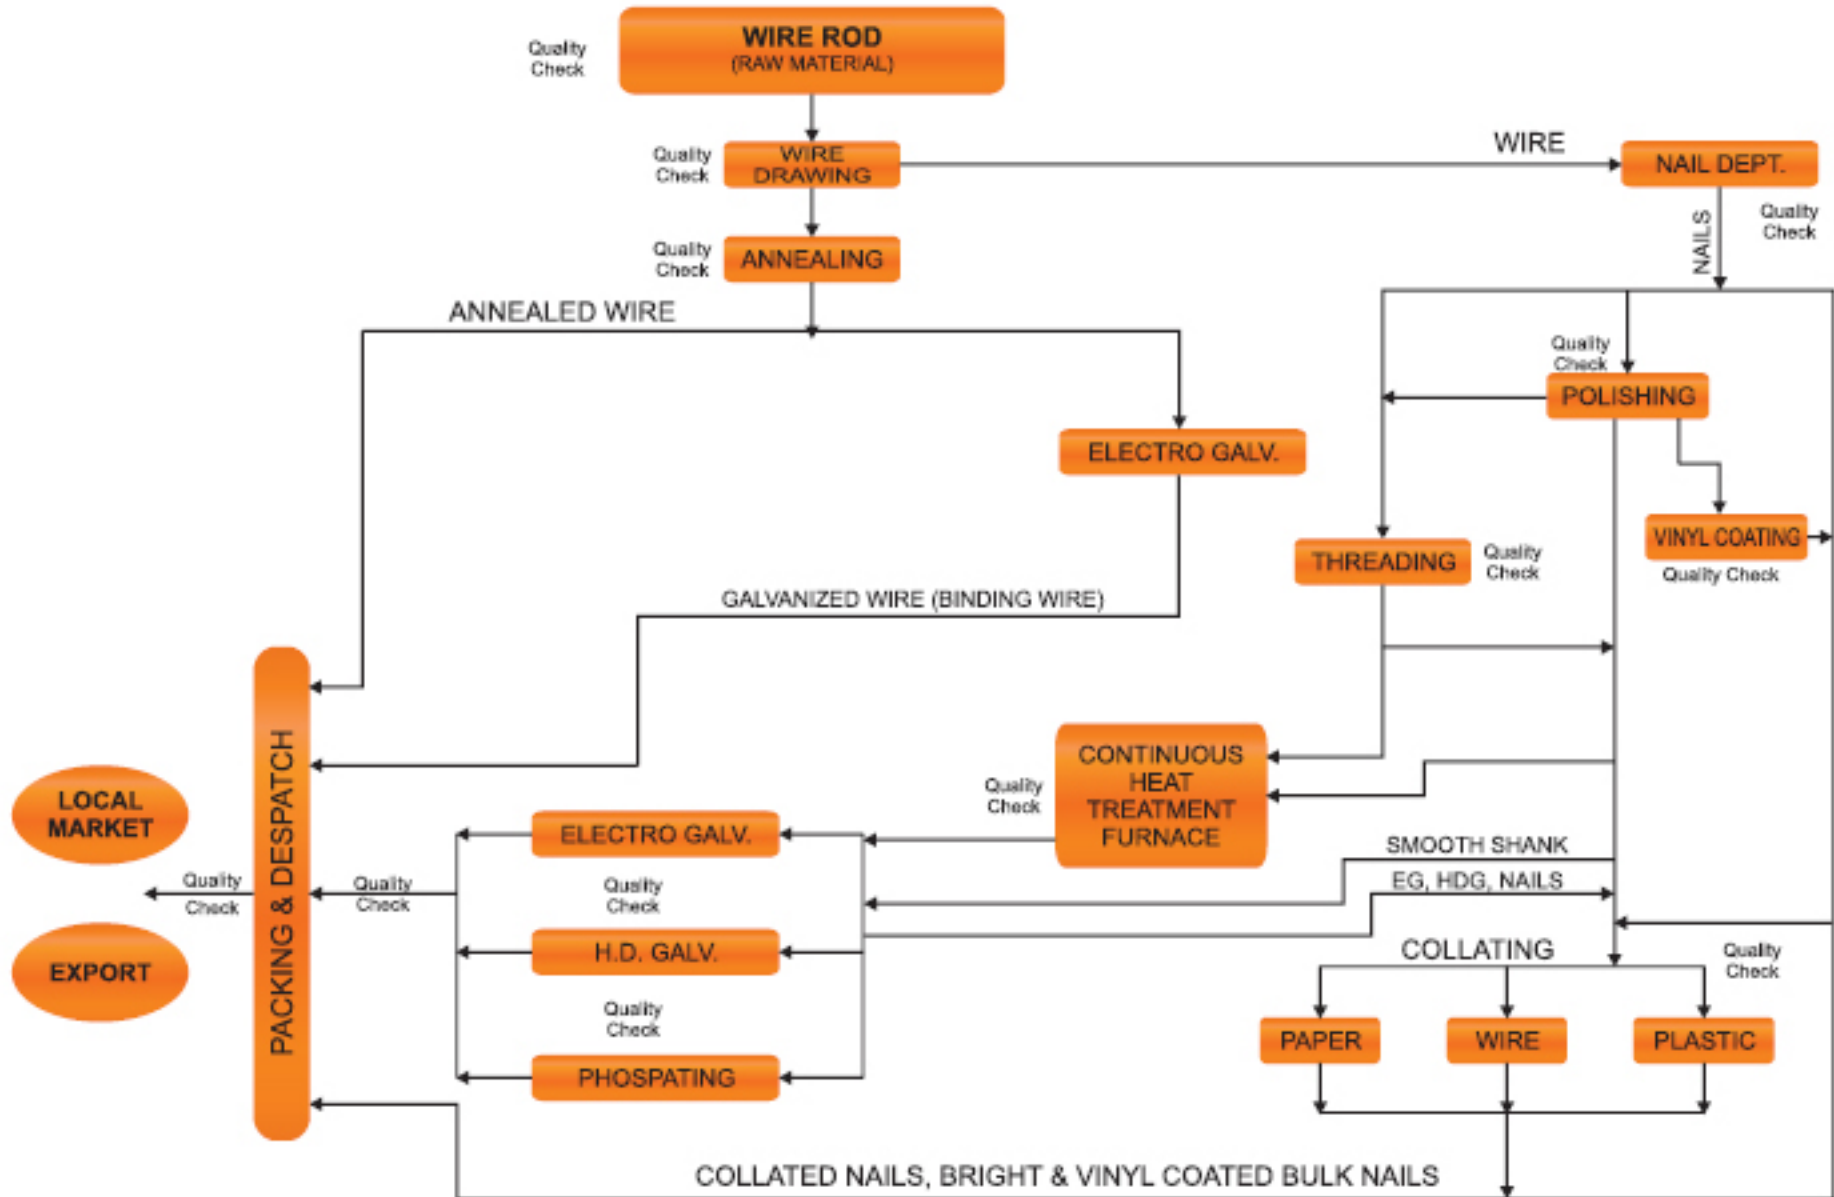 WIRE ROD
(RAW MATERIAL)
Quality
Check
WIRE
DRAWING
Quality
Check
WIRE
NAIL DEPT.
Quality
Check
NAILS
ANNEALING
Quality
Check
ANNEALED WIRE
Quality
Check
POLISHING
ELECTRO GALV.
VINYL COATING
Quality Check
THREADING
Quality
Check
GALVANIZED WIRE (BINDING WIRE)
CONTINUOUS
HEAT
TREATMENT
FURNACE
Quality
Check
LOCAL
MARKET
PACKING & DESPATCH
ELECTRO GALV.
SMOOTH SHANK
EG, HDG, NAILS
Quality
Check
Quality
Check
Quality
Check
H.D. GALV.
COLLATING
Quality
Check
EXPORT
Quality
Check
PAPER
WIRE
PLASTIC
PHOSPATING
COLLATED NAILS, BRIGHT & VINYL COATED BULK NAILS